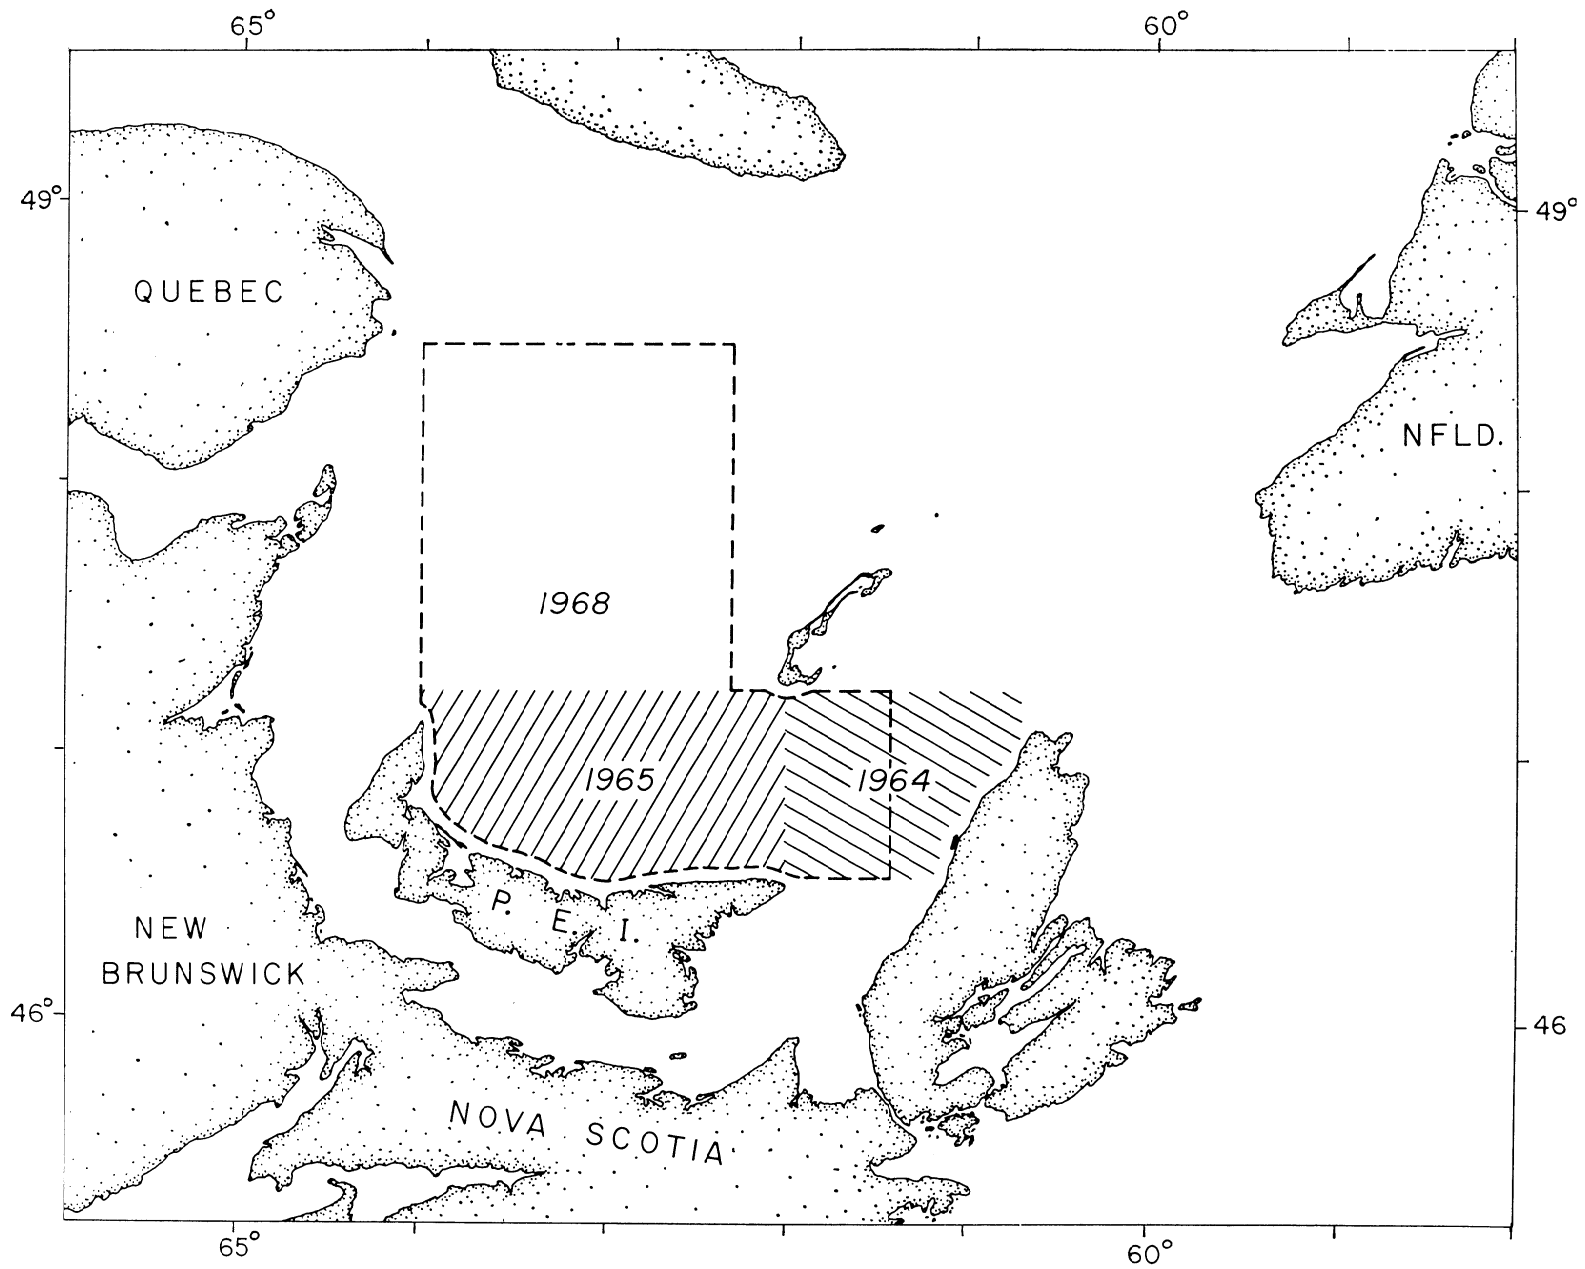 65° 60°
49° 49°
QUEBEC
NFLD.
1968
1965 1964
P. E. I.
NEW
BRUNSWICK
46° 46
NOVA SCOTIA
65° 60°